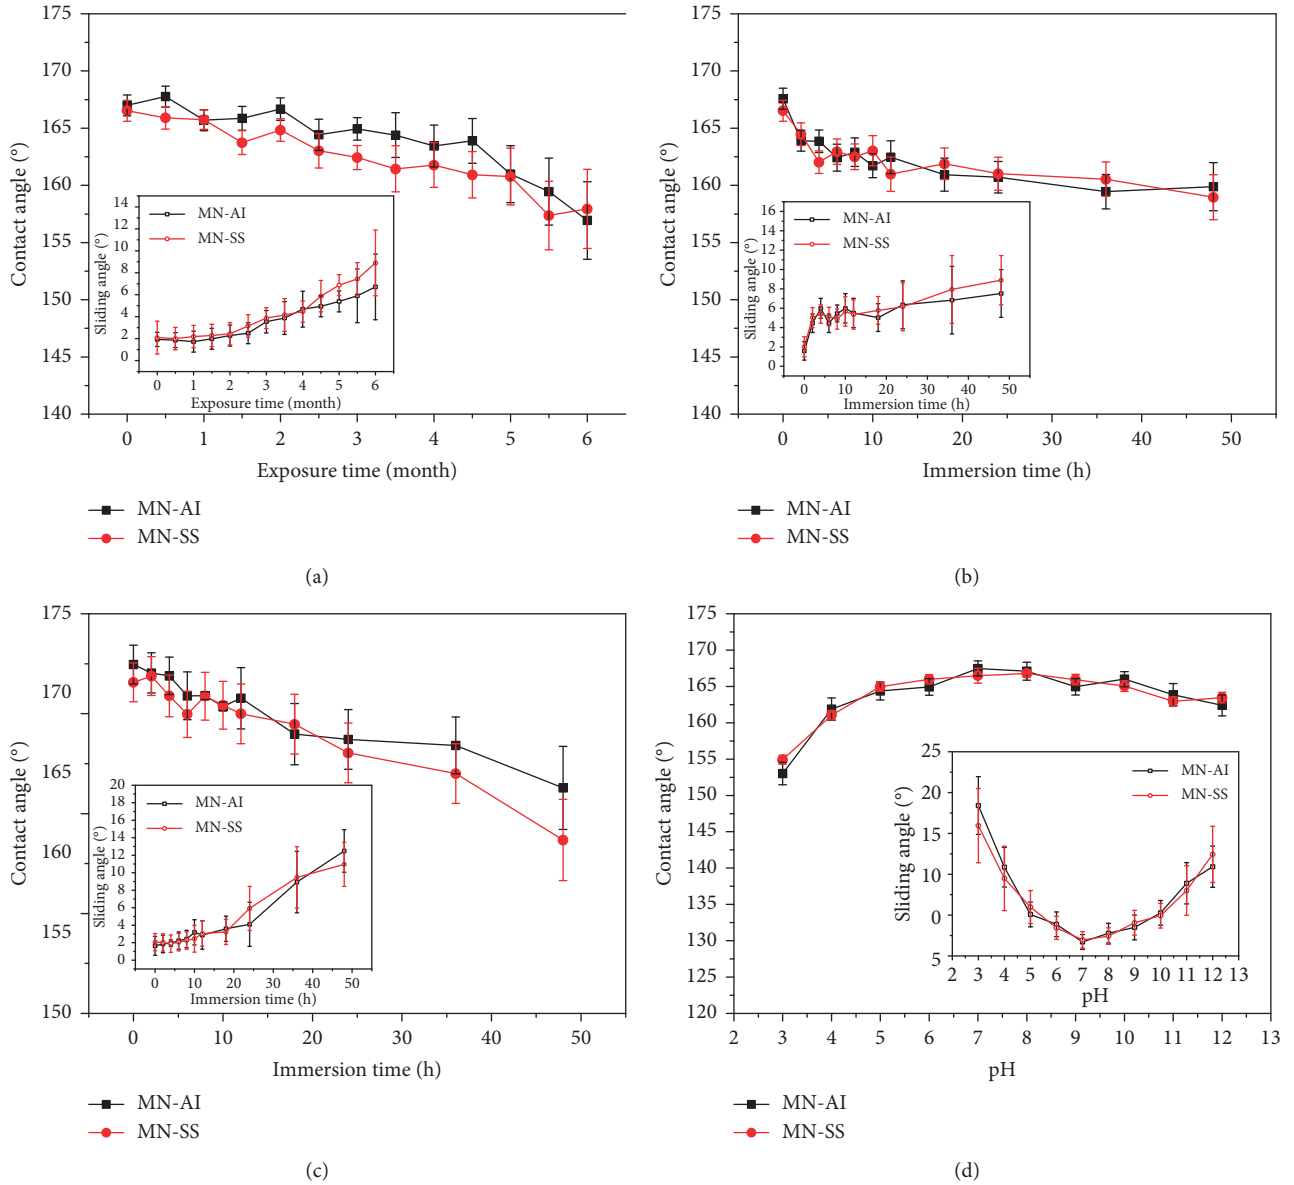 175
170
165
160
155
150
145
140
Contact angle (°)
14
12
10
8
6
4
2
0
Sliding angle (°)
MN-AI
MN-SS
0 1 2 3 4 5 6
Exposure time (month)
0 1 2 3 4 5 6
Exposure time (month)
MN-AI
MN-SS
(a)
175
170
165
160
155
150
145
140
Contact angle (°)
16
14
12
10
8
6
4
2
0
Sliding angle (°)
MN-AI
MN-SS
0 10 20 30 40 50
Immersion time (h)
0 10 20 30 40 50
Immersion time (h)
MN-AI
MN-SS
(b)
175
170
165
160
150
Contact angle (°)
20
18
16
14
12
10
8
6
4
2
0
Sliding angle (°)
MN-AI
MN-SS
0 10 20 30 40 50
Immersion time (h)
0 10 20 30 40 50
Immersion time (h)
MN-AI
MN-SS
(c)
175
170
165
160
155
150
145
140
135
130
125
120
Contact angle (°)
25
20
15
10
0
5
Sliding angle (°)
MN-AI
MN-SS
2 3 4 5 6 7 8 9 10 11 12 13
pH
2 3 4 5 6 7 8 9 10 11 12 13
pH
MN-AI
MN-SS
(d)